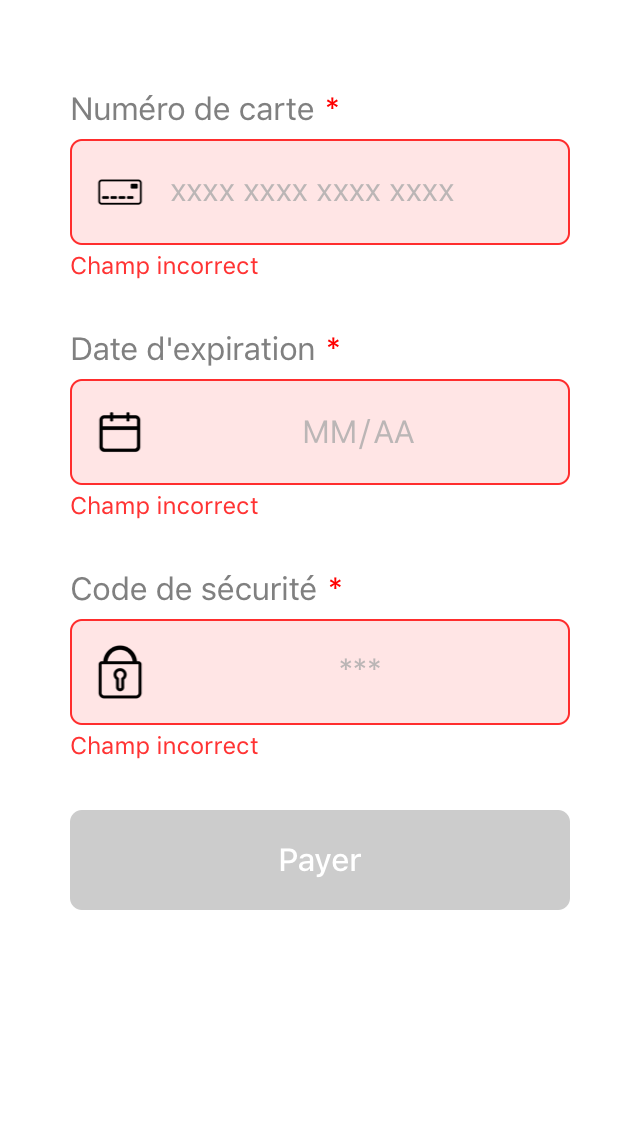 Numéro de carte *
xxxx xxxx xxxx xxxx
Champ incorrect
Date d'expiration *
MM/AA
Champ incorrect
Code de sécurité *
***
Champ incorrect
Payer